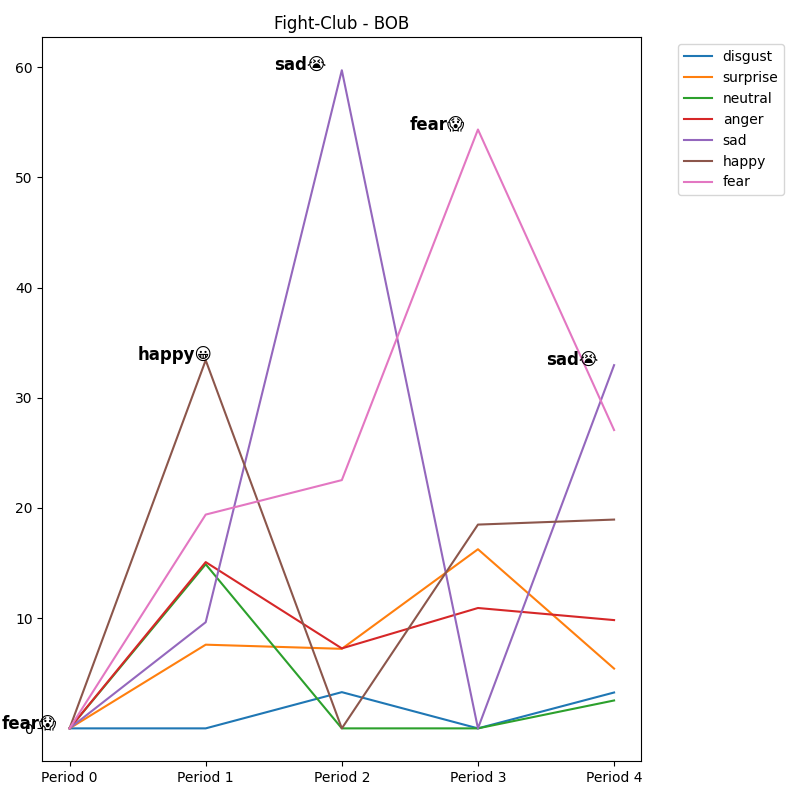 Fight-Club - BOB
disgust
surprise
neutral
anger
sad
happy
fear
60
50
40
30
20
10
0
sad😭
fear😱
happy😀
sad😭
fear😱
Period 0
Period 1
Period 2
Period 3
Period 4